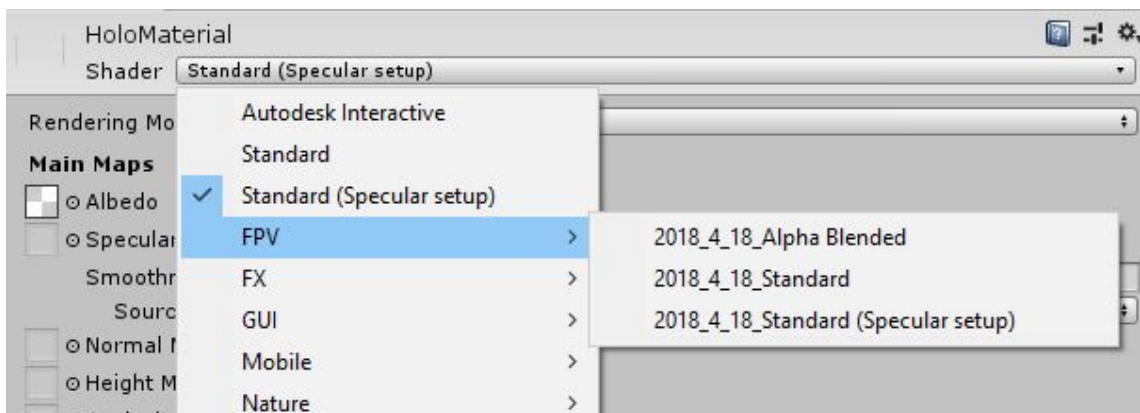 HoloMaterial
Shader Standard (Specular setup)
Rendering Mo
Main Maps
Albedo
Specular
Smoothr
Sourc
Normal M
Height M
Autodesk Interactive
Standard
Standard (Specular setup)
FPV
FX
GUI
Mobile
Nature
2018_4_18_Alpha Blended
2018_4_18_Standard
2018_4_18_Standard (Specular setup)